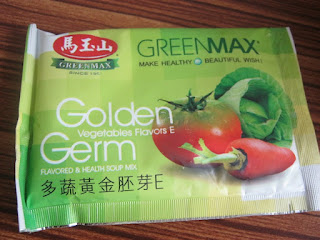 馬玉山
GREENMAX
SINCE
GREENMAX
MAKE HEALTHY BEAUTIFUL WISH
Golden
Vegetables Flavors E
Germ
FLAVORED & HEALTH SOUP MIX
多蔬黃金胚芽E